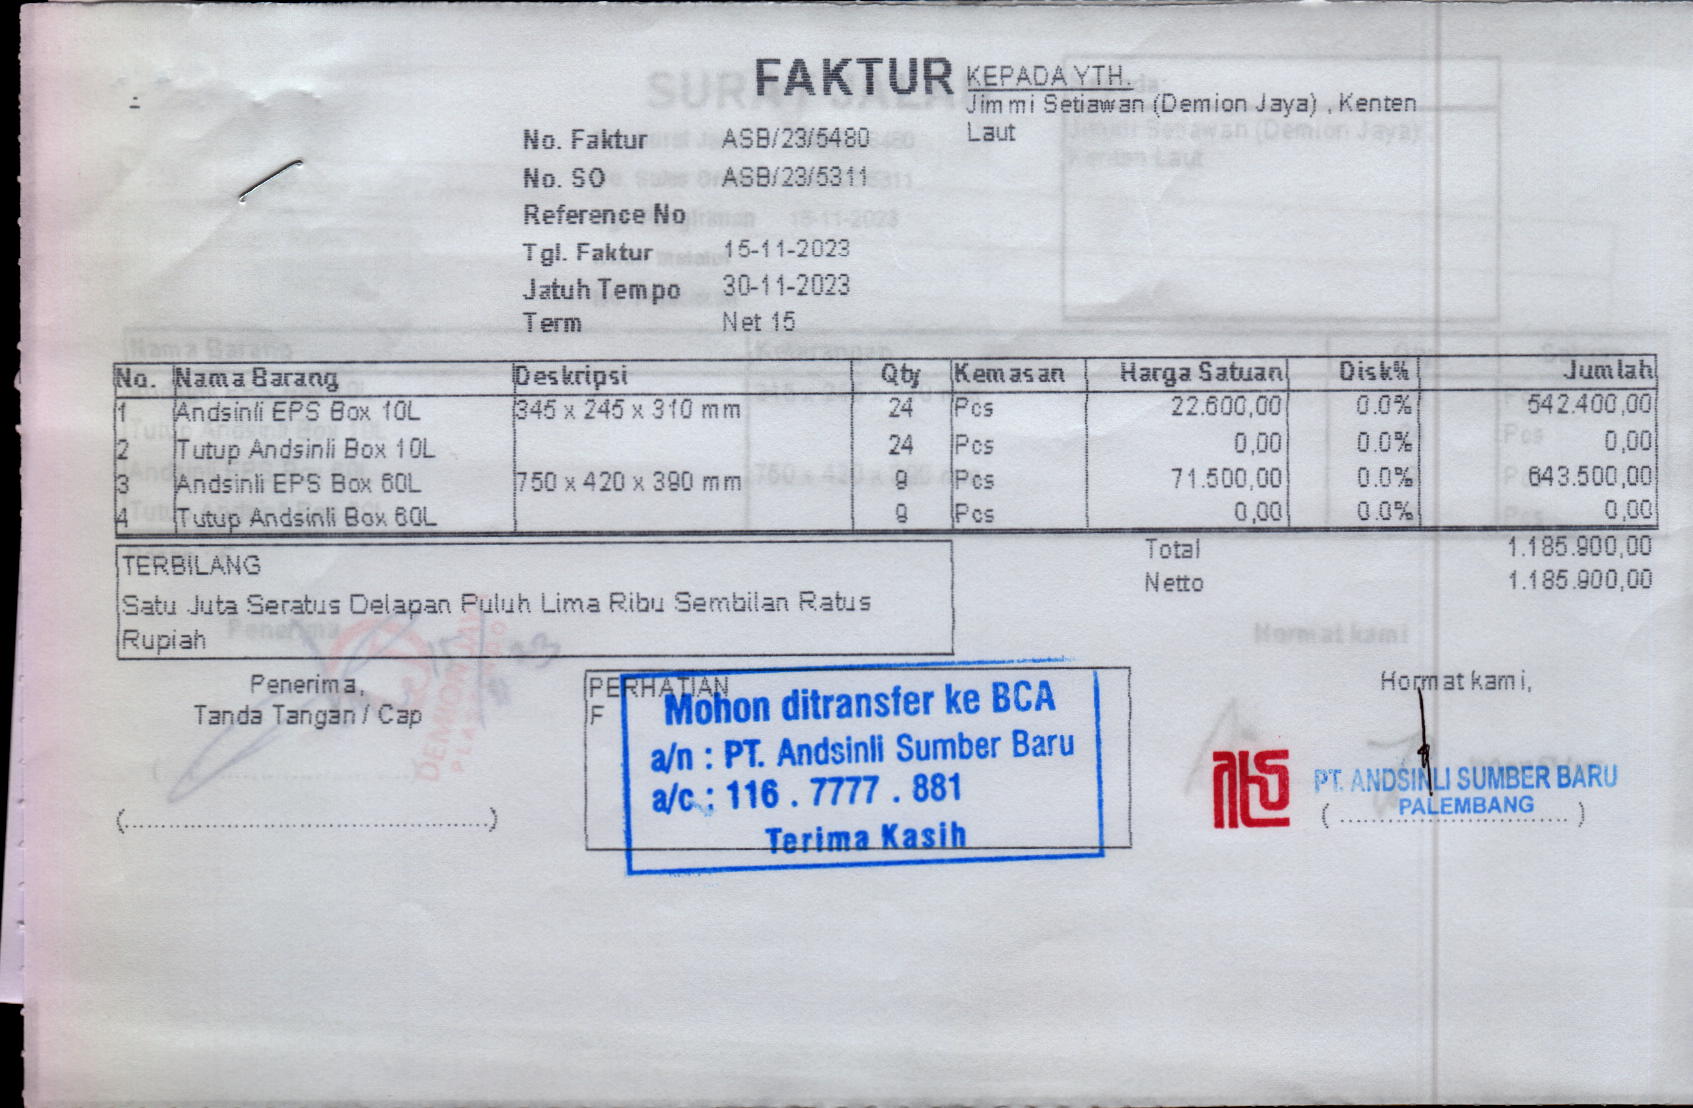 FAKTUR
KEPADA YTH.
Jimmi Setiawan (Demion Jaya) , Kenten
Laut
No. Faktur ASB/23/5480
No. SO ASB/23/5311
Reference No
Tgl. Faktur 15-11-2023
Jatuh Tempo 30-11-2023
Term Net 15
No. Nama Barang Deskripsi Qty Kemasan Harga Satuan Disk% Jumlah
1 Andsinli EPS Box 10L 345 x 245 x 310 mm 24 Pcs 22.600,00 0.0% 542.400,00
2 Tutup Andsinli Box 10L 24 Pcs 0,00 0.0% 0,00
3 Andsinli EPS Box 60L 750 x 420 x 390 mm 9 Pcs 71.500,00 0.0% 643.500,00
4 Tutup Andsinli Box 60L 9 Pcs 0,00 0.0% 0,00
Total 1.185.900,00
Netto 1.185.900,00
TERBILANG
Satu Juta Seratus Delapan Puluh Lima Ribu Sembilan Ratus
Rupiah
Penerima,
Tanda Tangan / Cap
PERHATIAN
F
Mohon ditransfer ke BCA
a/n : PT. Andsinli Sumber Baru
a/c : 116 . 7777 . 881
Terima Kasih
Hormat kami,
PT. ANDSINLI SUMBER BARU
PALEMBANG